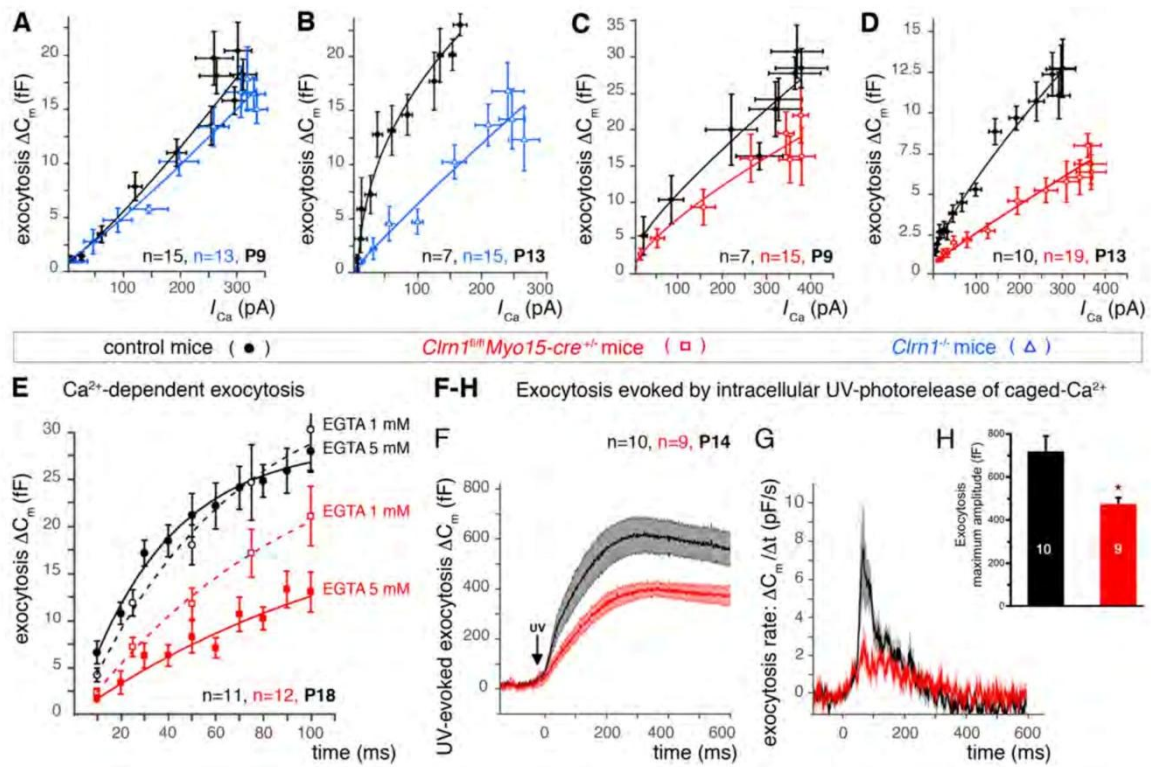 A
B
C
D
exocytosis ΔCm (fF)
20
15
10
5
0
100
200
300
n=15, n=13, P9
ICa (pA)
exocytosis ΔCm (fF)
20
15
10
5
0
100
200
300
n=7, n=15, P13
ICa (pA)
exocytosis ΔCm (fF)
35
30
25
20
15
10
5
0
100
200
300
400
n=7, n=15, P9
ICa (pA)
exocytosis ΔCm (fF)
15
12.5
10
7.5
5
2.5
0
100
200
300
400
n=10, n=19, P13
ICa (pA)
control mice ( ● )
Clrn1fl/fl Myo15-cre+/- mice ( □ )
Clrn1-/- mice ( △ )
E Ca²⁺-dependent exocytosis
exocytosis ΔCm (fF)
30
25
20
15
10
5
0
20
40
60
80
100
EGTA 1 mM
EGTA 5 mM
EGTA 1 mM
EGTA 5 mM
n=11, n=12, P18
time (ms)
F-H Exocytosis evoked by intracellular UV-photorelease of caged-Ca²⁺
F
n=10, n=9, P14
UV-evoked exocytosis ΔCm (fF)
800
600
400
200
0
UV
0
200
400
600
time (ms)
G
exocytosis rate: ΔCm/Δt (pF/s)
10
8
6
4
2
0
0
200
400
600
time (ms)
H
Exocytosis
maximum amplitude (fF)
800
600
400
200
0
10
9
*